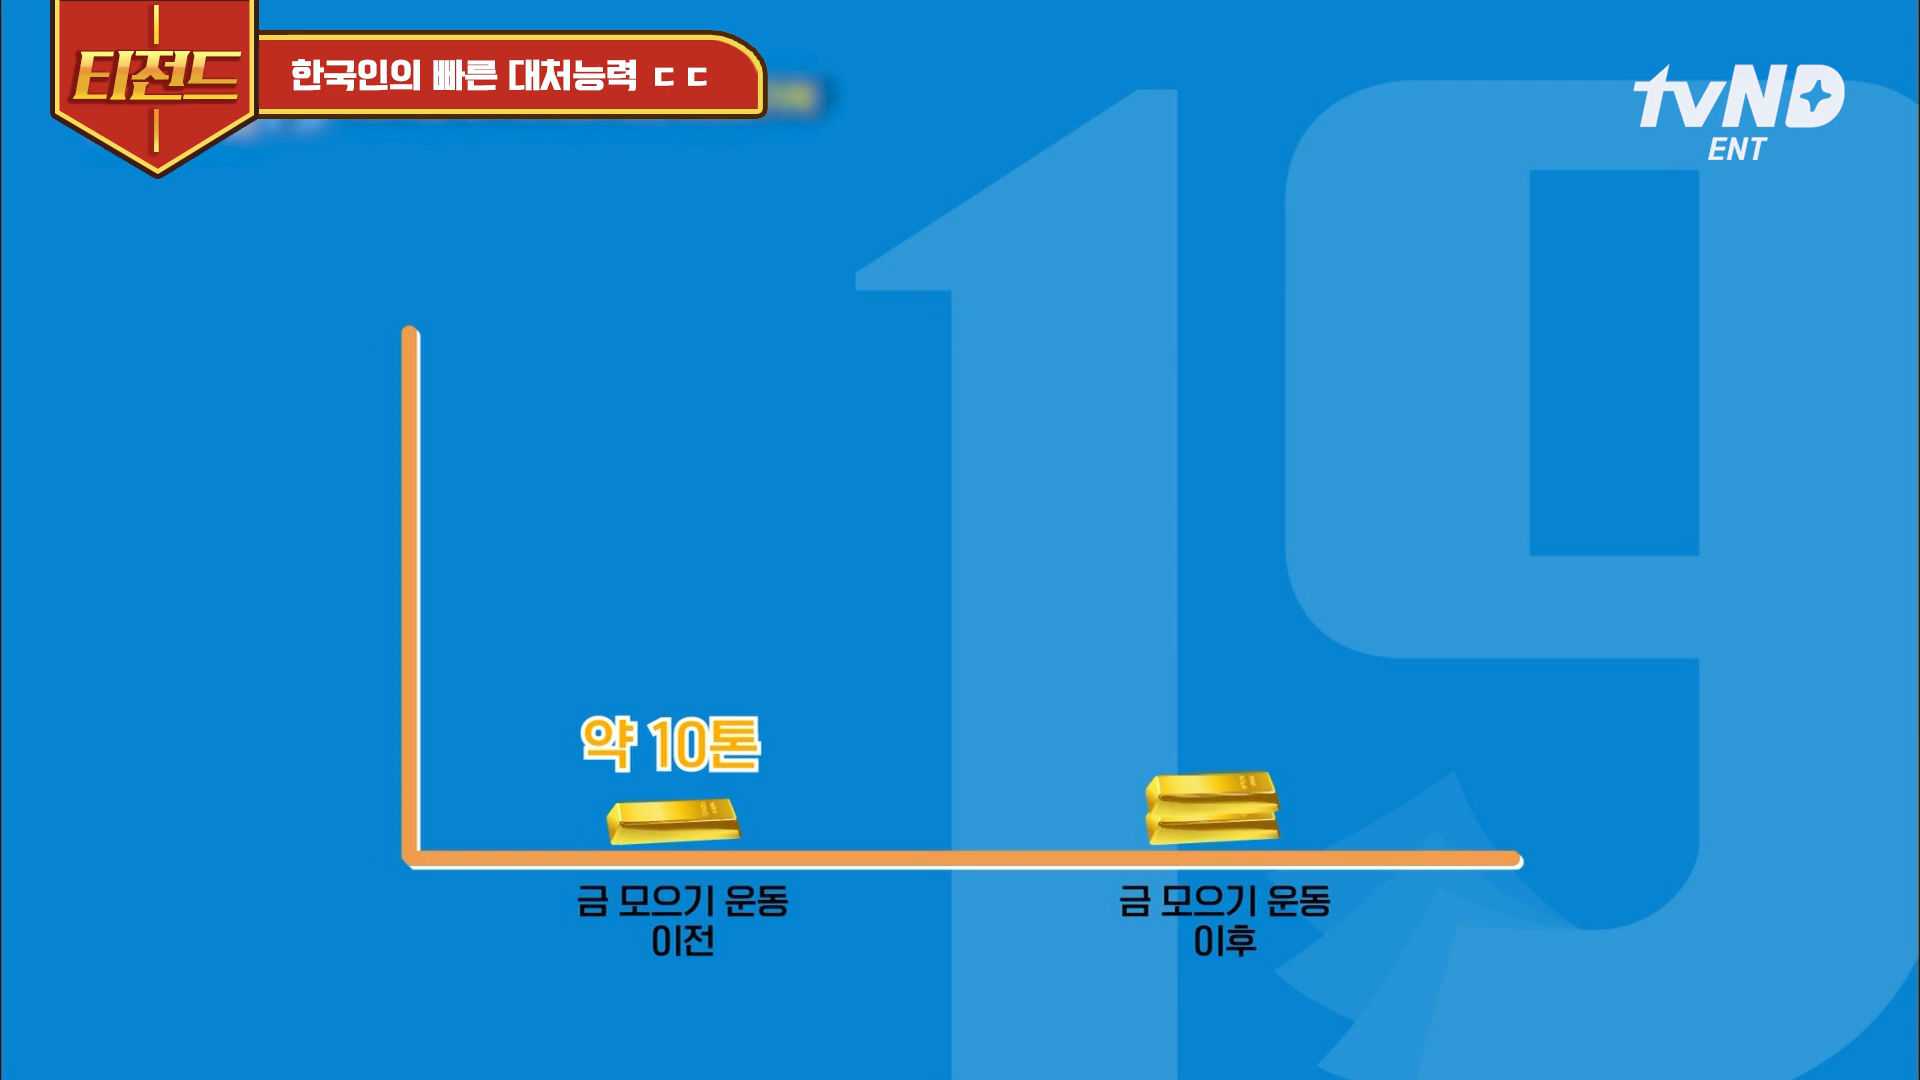 티전드
한국인의 빠른 대처능력 ㄷㄷ
tvND
ENT
19
약 10톤
금 모으기 운동
이전
금 모으기 운동
이후